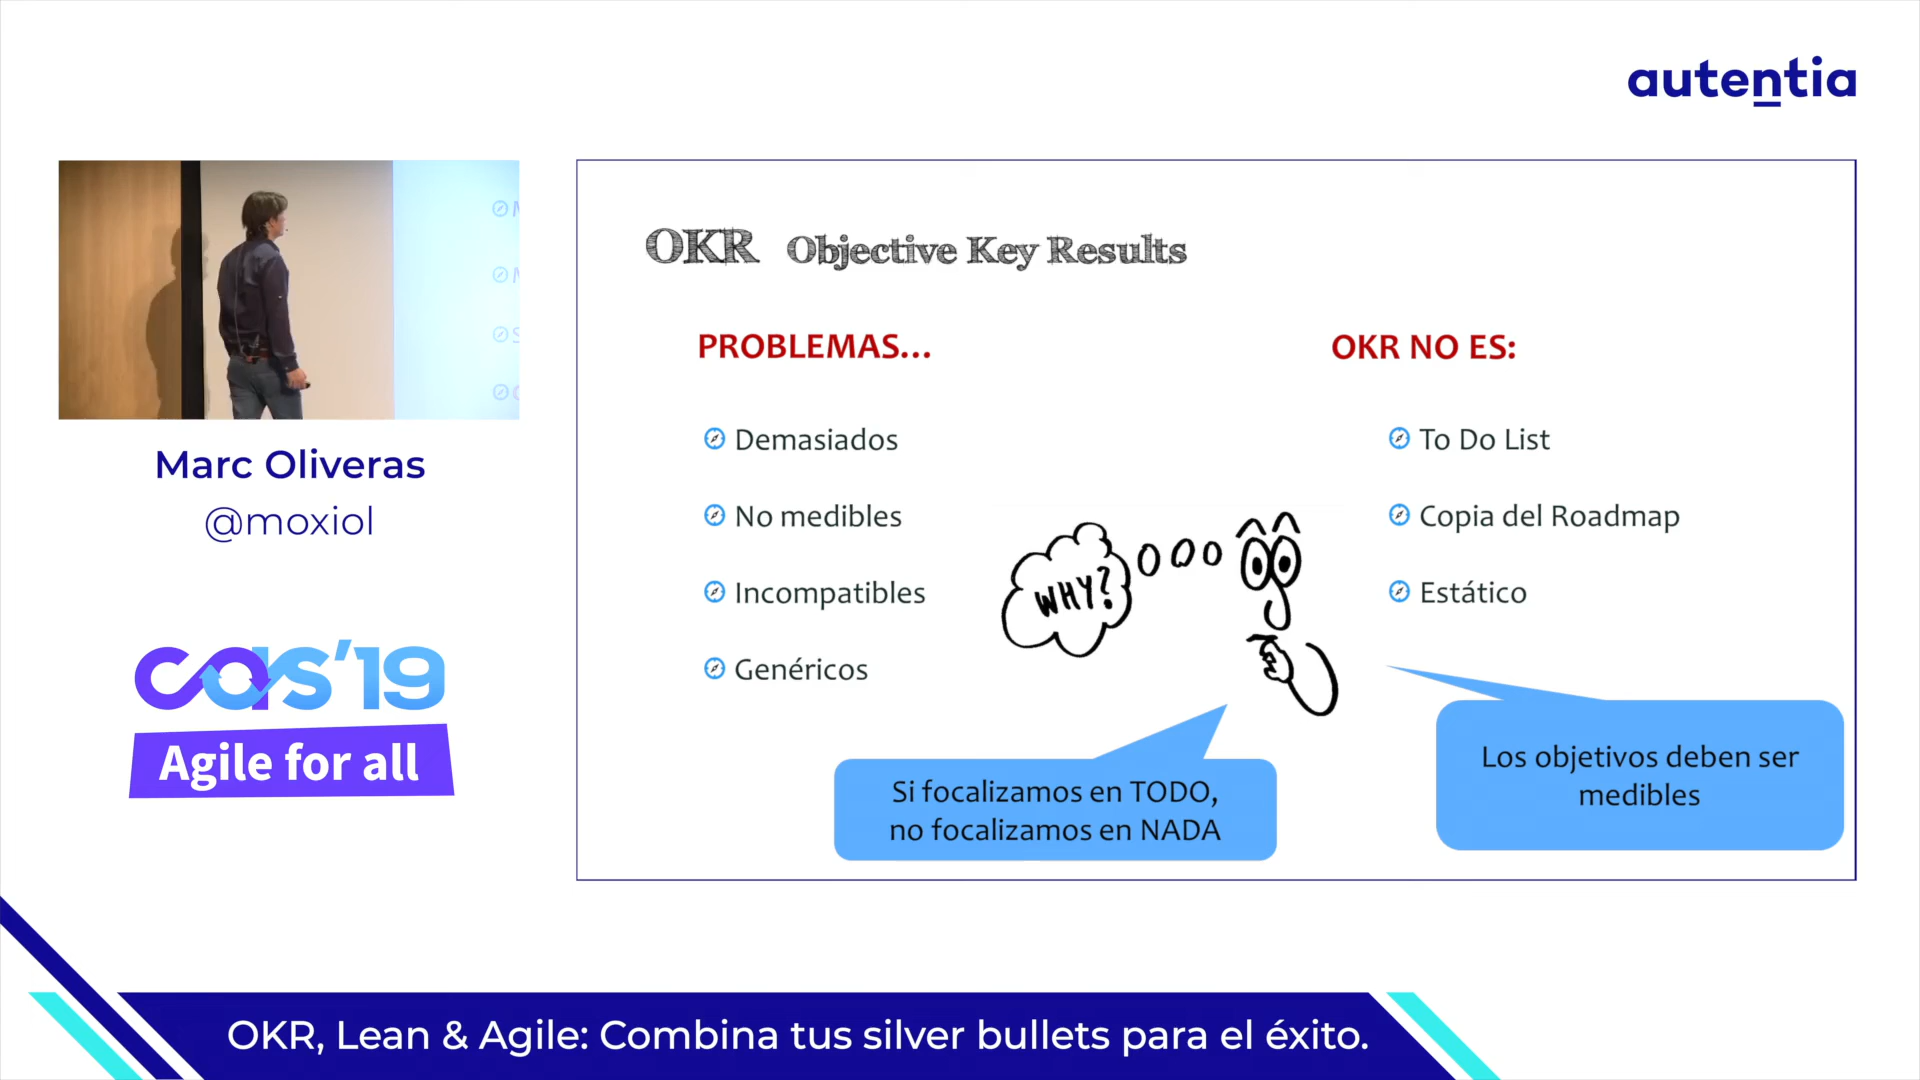 autentia
OKR Objective Key Results
PROBLEMAS...
Demasiados
No medibles
Incompatibles
Genéricos
WHY?
OKR NO ES:
To Do List
Copia del Roadmap
Estático
Si focalizamos en TODO,
no focalizamos en NADA
Los objetivos deben ser
medibles
Marc Oliveras
@moxiol
cas'19
Agile for all
OKR, Lean & Agile: Combina tus silver bullets para el éxito.